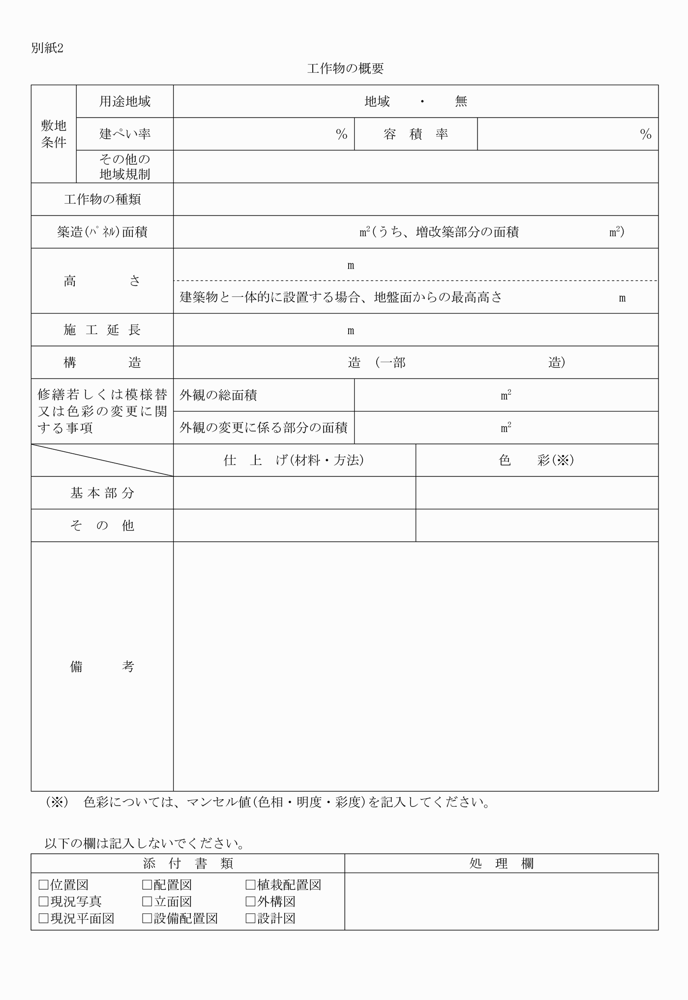 別紙2
工作物の概要
敷地条件
用途地域
地域 ・ 無
建ぺい率
%
容積率
%
その他の
地域規制
工作物の種類
築造(ﾊﾟﾈﾙ)面積
m²(うち、増改築部分の面積 m²)
高さ
m
建築物と一体的に設置する場合、地盤面からの最高高さ m
施工延長
m
構造
造 (一部 造)
修繕若しくは模様替
又は色彩の変更に関
する事項
外観の総面積
m²
外観の変更に係る部分の面積
m²
仕上げ(材料・方法)
色彩(※)
基本部分
その他
備考
(※) 色彩については、マンセル値(色相・明度・彩度)を記入してください。
以下の欄は記入しないでください。
添付書類
処理欄
□位置図 □配置図 □植栽配置図
□現況写真 □立面図 □外構図
□現況平面図 □設備配置図 □設計図